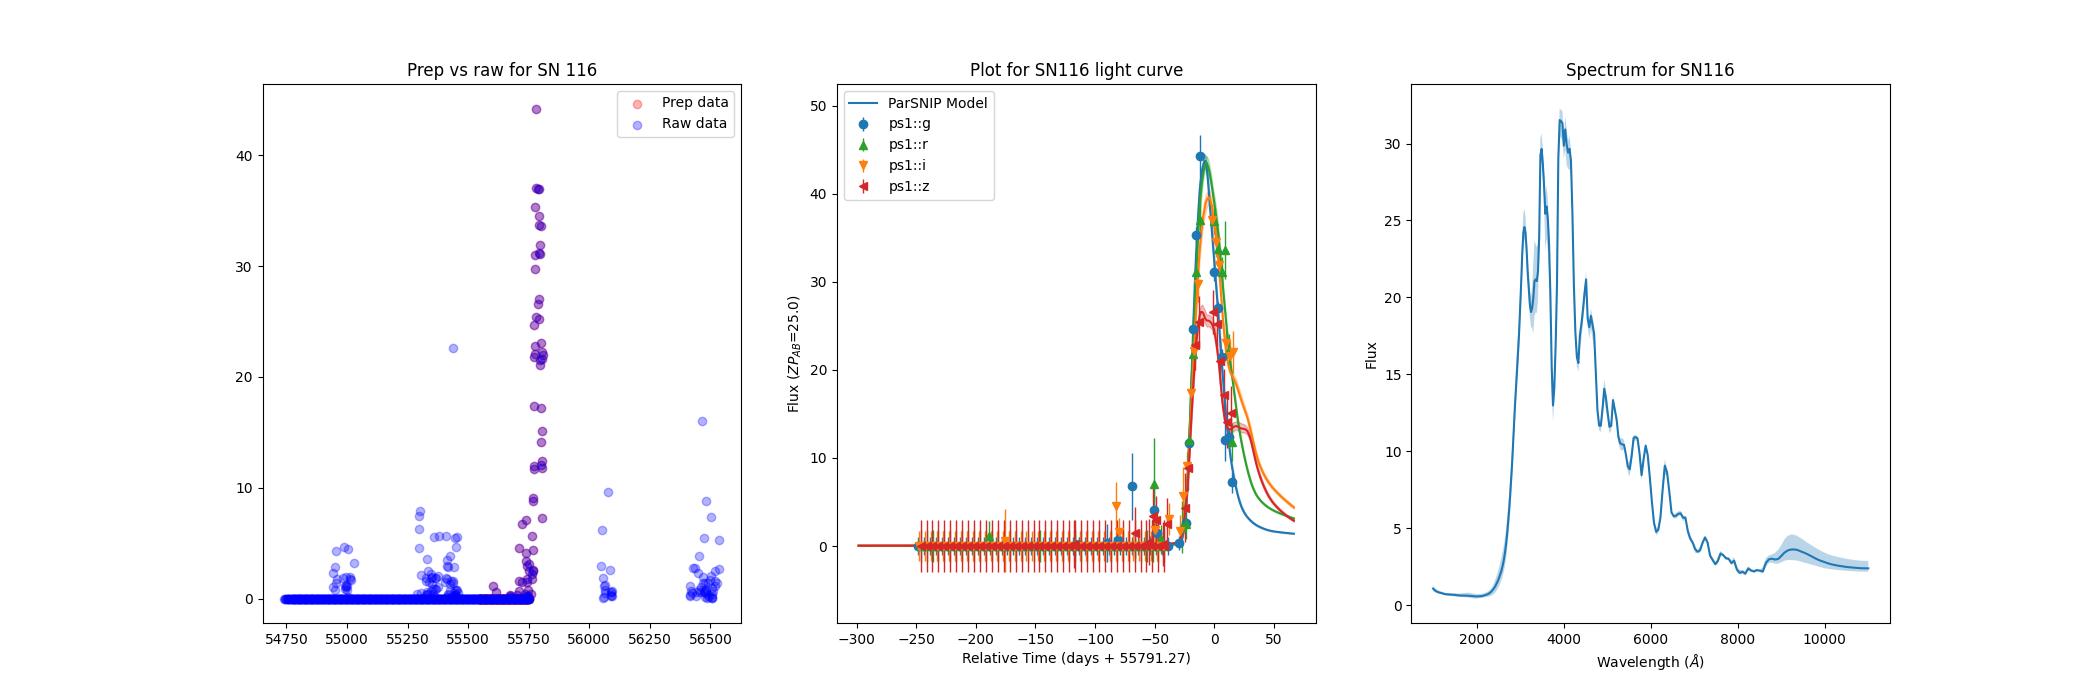 Prep vs raw for SN 116
Prep data
Raw data
40
30
20
10
0
54750 55000 55250 55500 55750 56000 56250 56500
Plot for SN116 light curve
ParSNIP Model
ps1::g
ps1::r
ps1::i
ps1::z
50
40
30
20
10
0
Flux (ZP_AB=25.0)
−300 −250 −200 −150 −100 −50 0 50
Relative Time (days + 55791.27)
Spectrum for SN116
30
25
20
15
10
5
0
Flux
2000 4000 6000 8000 10000
Wavelength (Å)